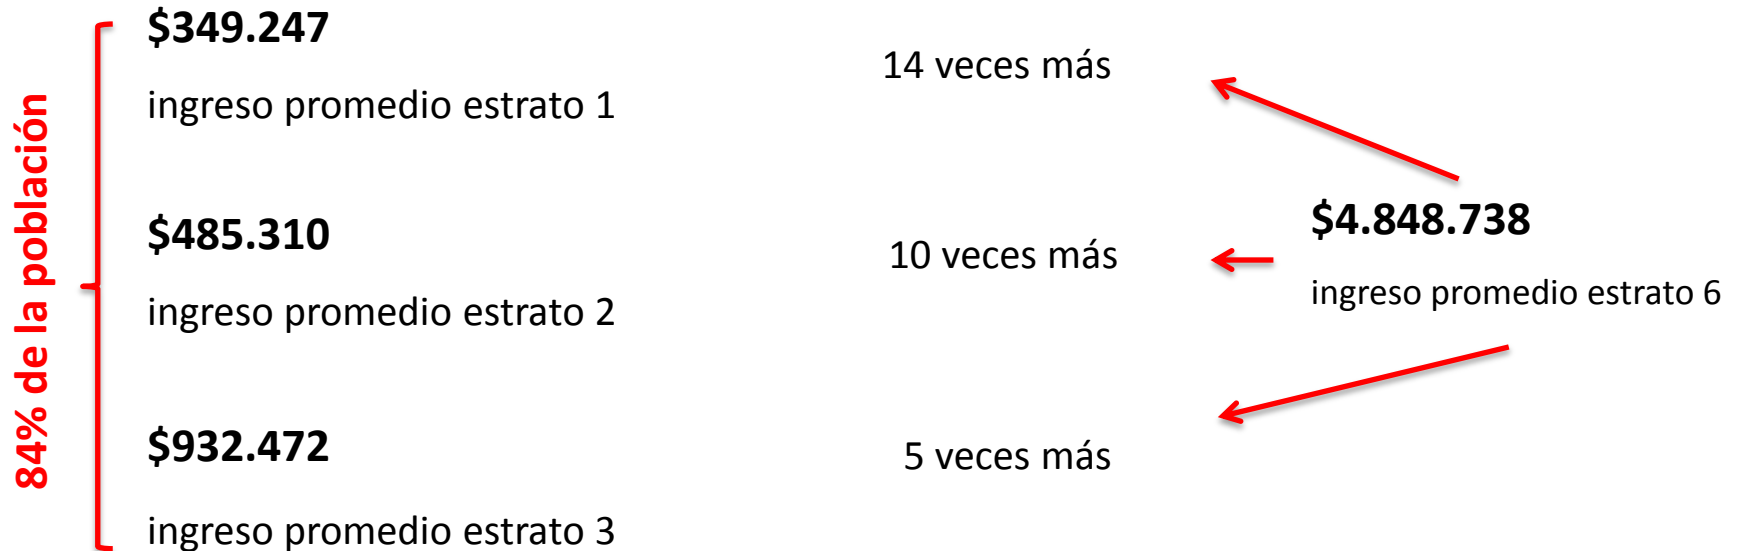 84% de la población
$349.247
ingreso promedio estrato 1
14 veces más
$485.310
ingreso promedio estrato 2
10 veces más
$4.848.738
ingreso promedio estrato 6
$932.472
ingreso promedio estrato 3
5 veces más